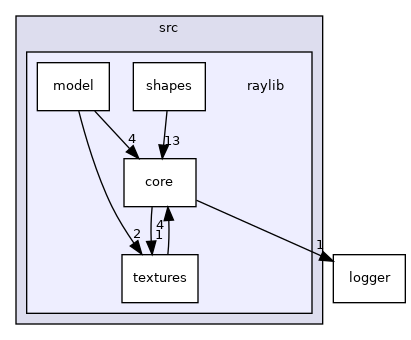 src
model
shapes
raylib
4
13
core
4
2
1
1
textures
logger